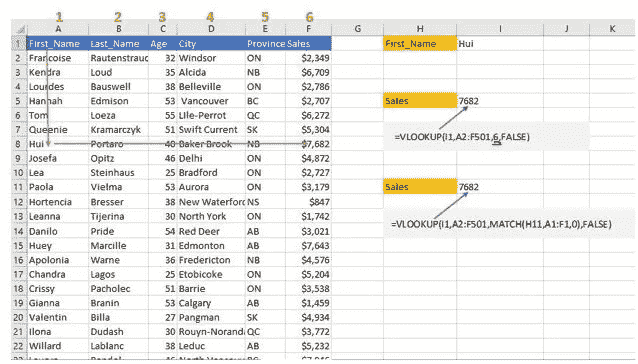 1 2 3 4 5 6
A B C D E F G H I J K
1 First_Name Last_Name Age City Province Sales First_Name Hui
2 Francoise Rautenstrauc 32 Windsor ON $2,349
3 Kendra Loud 35 Alcida NB $6,709
4 Lourdes Bauswell 38 Belleville ON $2,786
5 Hannah Edmison 53 Vancouver BC $2,707 Sales 7682
6 Tom Loeza 55 L'Ile-Perrot QC $6,272
7 Queenie Kramarczyk 51 Swift Current SK $5,304
=VLOOKUP(I1,A2:F501,6,FALSE)
8 Hui Portaro 40 Baker Brook NB $7,682
9 Josefa Opitz 46 Delhi ON $4,872
10 Lea Steinhaus 25 Bradford ON $2,727
11 Paola Vielma 53 Aurora ON $3,179 Sales 7682
12 Hortencia Bresser 38 New Waterford NS $847
13 Leanna Tijerina 30 North York ON $1,742
=VLOOKUP(I1,A2:F501,MATCH(H11,A1:F1,0),FALSE)
14 Danilo Pride 54 Red Deer AB $3,021
15 Huey Marcille 31 Edmonton AB $7,643
16 Apolonia Warne 36 Fredericton NB $4,576
17 Chandra Lagos 25 Etobicoke ON $5,204
18 Crissy Pacholec 51 Barrie ON $3,538
19 Gianna Branin 53 Calgary AB $1,459
20 Valentin Billa 27 Pangman SK $4,934
21 Ilona Dudash 30 Rouyn-Noranda QC $3,772
22 Willard Lablanc 38 Leduc AB $5,232